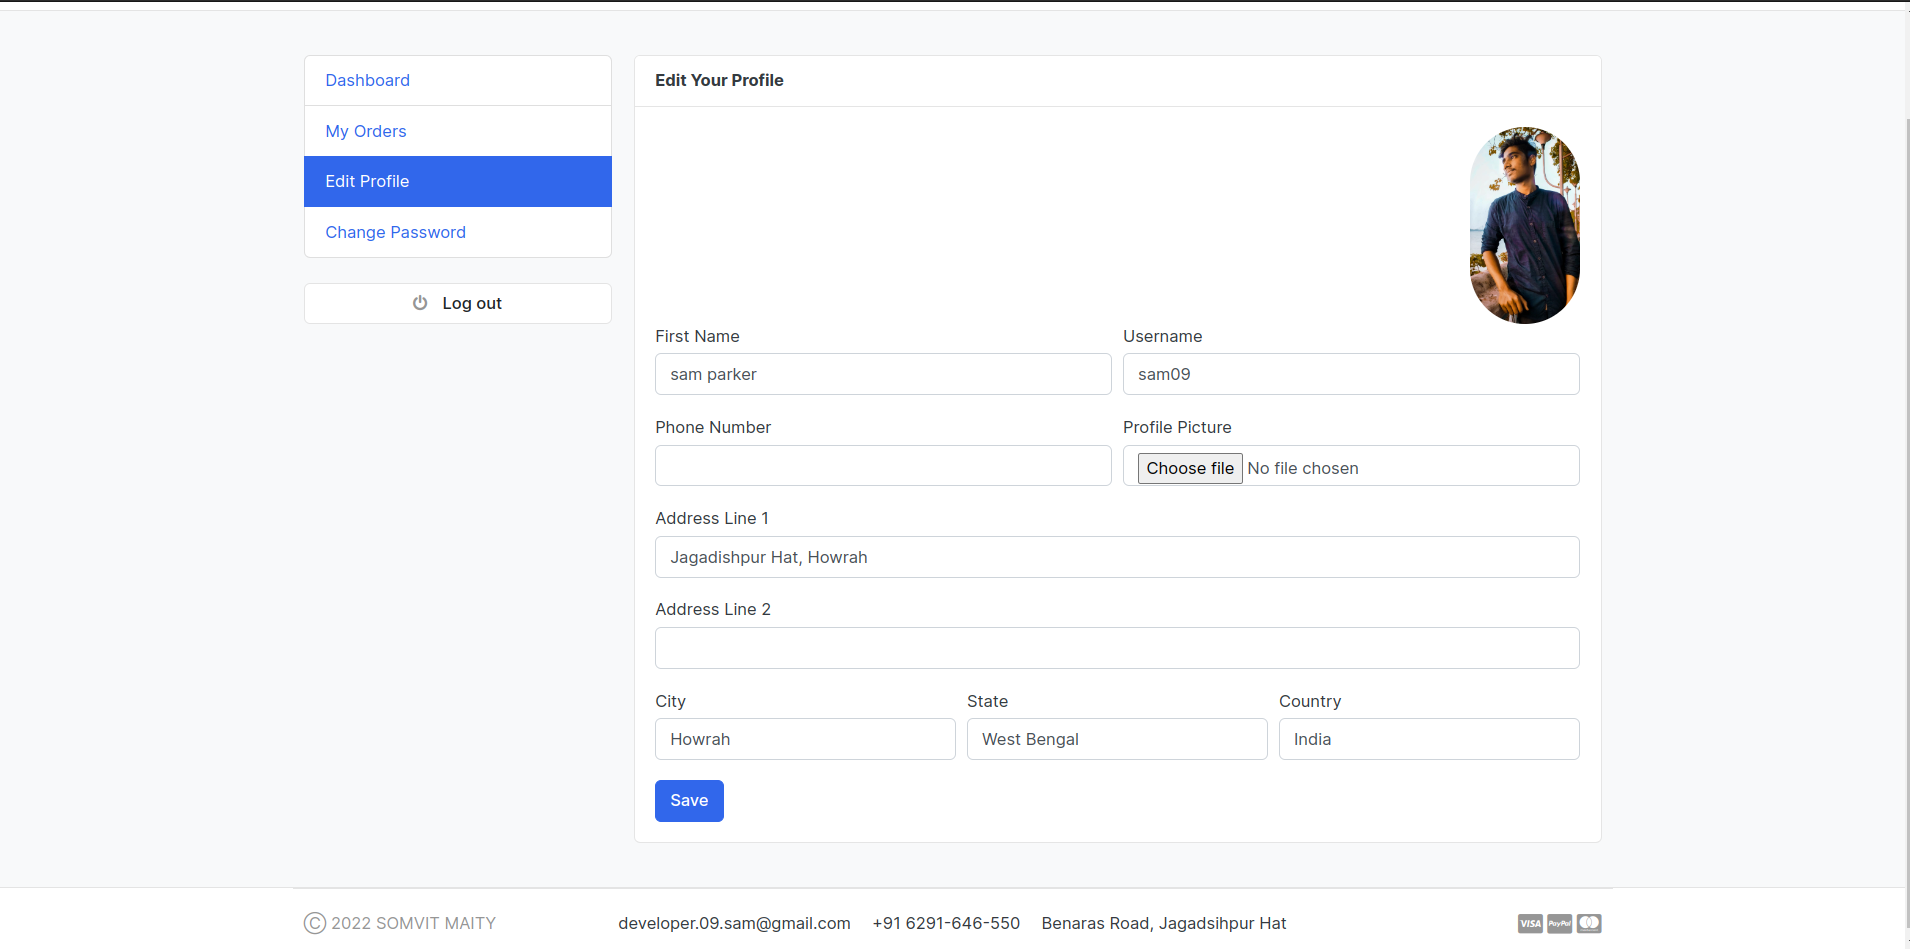 Dashboard
My Orders
Edit Profile
Change Password
Log out
Edit Your Profile
First Name
Username
sam parker
sam09
Phone Number
Profile Picture
Choose file No file chosen
Address Line 1
Jagadishpur Hat, Howrah
Address Line 2
City
State
Country
Howrah
West Bengal
India
Save
© 2022 SOMVIT MAITY
developer.09.sam@gmail.com +91 6291-646-550 Benaras Road, Jagadsihpur Hat
VISA PayPal